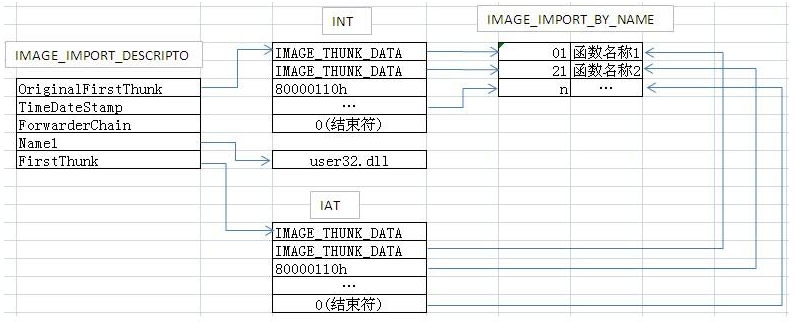 INT
IMAGE_IMPORT_BY_NAME
IMAGE_IMPORT_DESCRIPTO
IMAGE_THUNK_DATA
01 函数名称1
IMAGE_THUNK_DATA
21 函数名称2
OriginalFirstThunk
80000110h
n …
TimeDateStamp
…
ForwarderChain
0(结束符)
Name1
FirstThunk
user32.dll
IAT
IMAGE_THUNK_DATA
IMAGE_THUNK_DATA
80000110h
…
0(结束符)